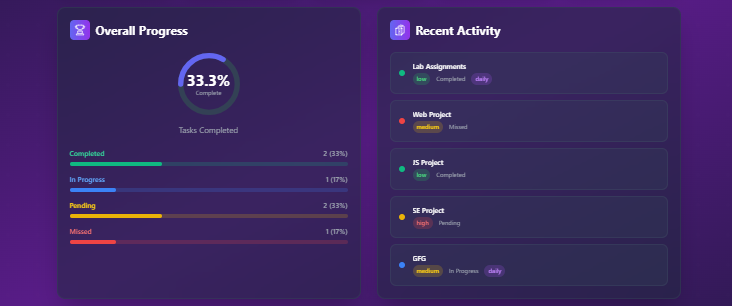 Overall Progress
33.3%
Complete
Tasks Completed
Completed 2 (33%)
In Progress 1 (17%)
Pending 2 (33%)
Missed 1 (17%)
Recent Activity
Lab Assignments
low Completed daily
Web Project
medium Missed
JS Project
low Completed
SE Project
high Pending
GFG
medium In Progress daily